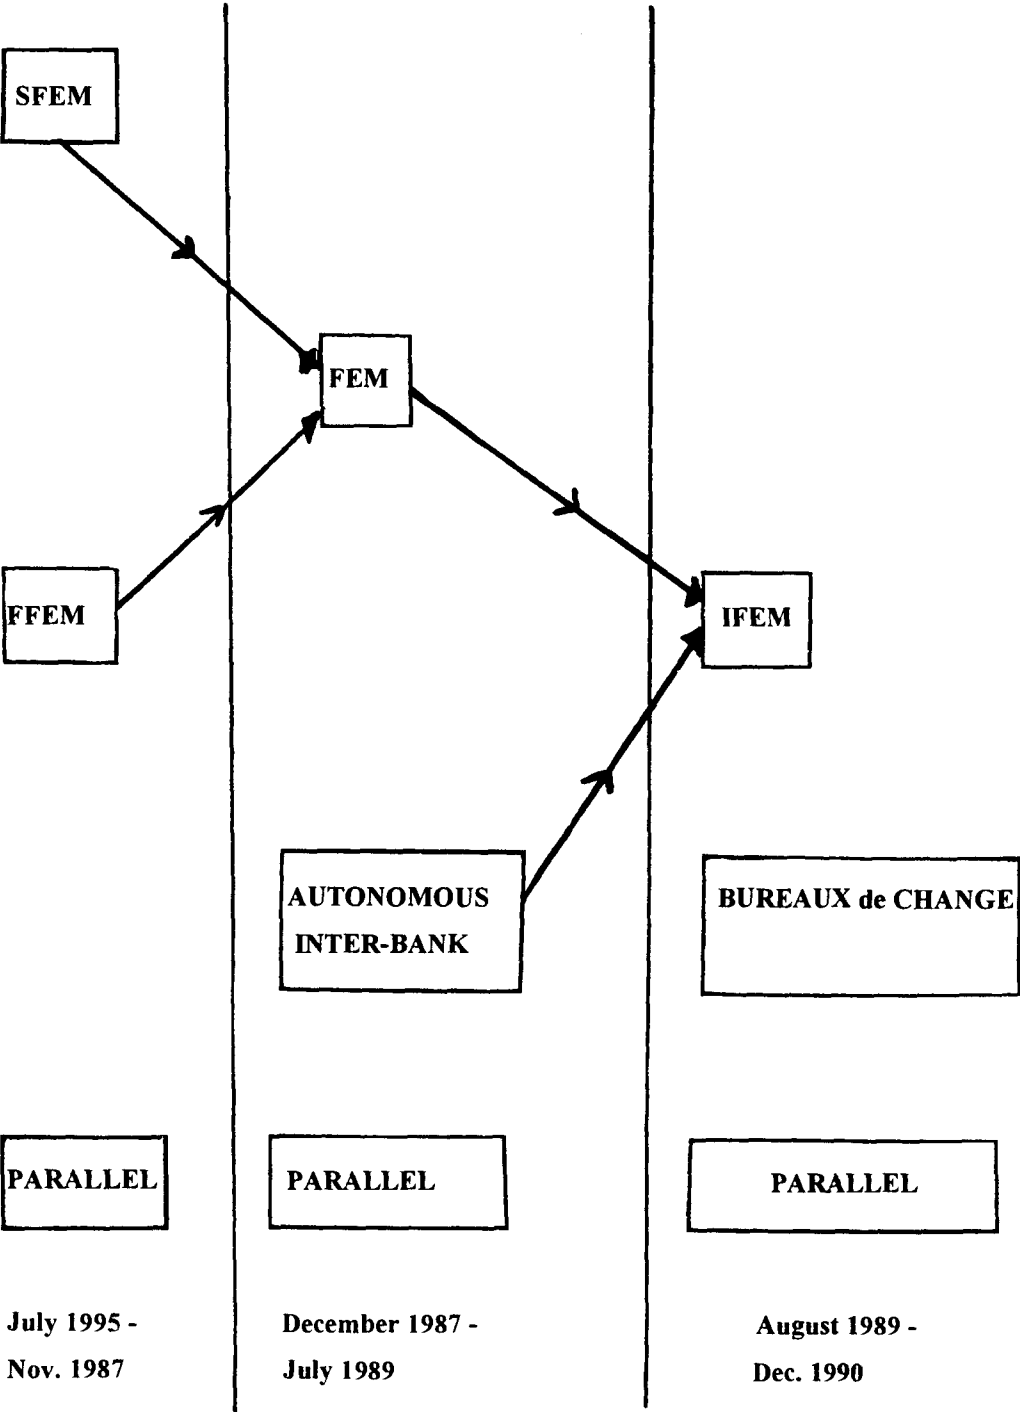 SFEM
FEM
FFEM
IFEM
AUTONOMOUS
INTER-BANK
BUREAUX de CHANGE
PARALLEL
PARALLEL
PARALLEL
July 1995 -
Nov. 1987
December 1987 -
July 1989
August 1989 -
Dec. 1990